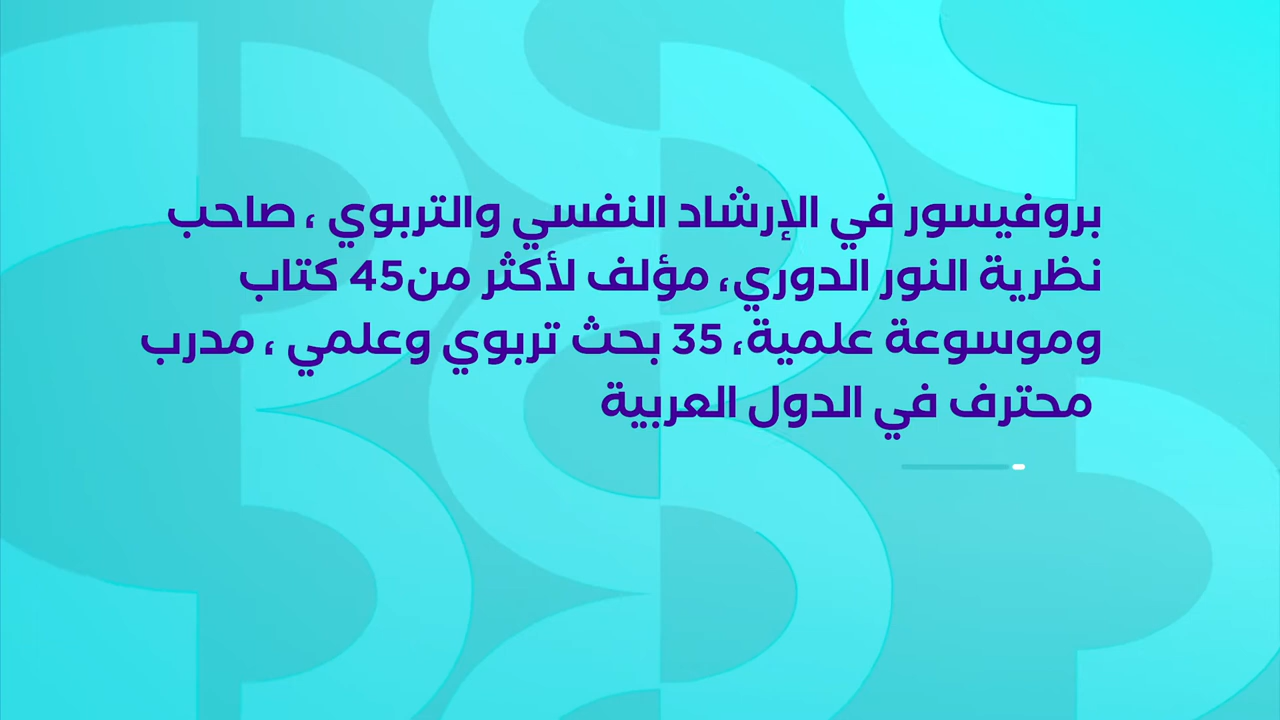 بروفيسور في الإرشاد النفسي والتربوي ، صاحب
نظرية النور الدوري، مؤلف لأكثر من45 كتاب
وموسوعة علمية، 35 بحث تربوي وعلمي ، مدرب
محترف في الدول العربية